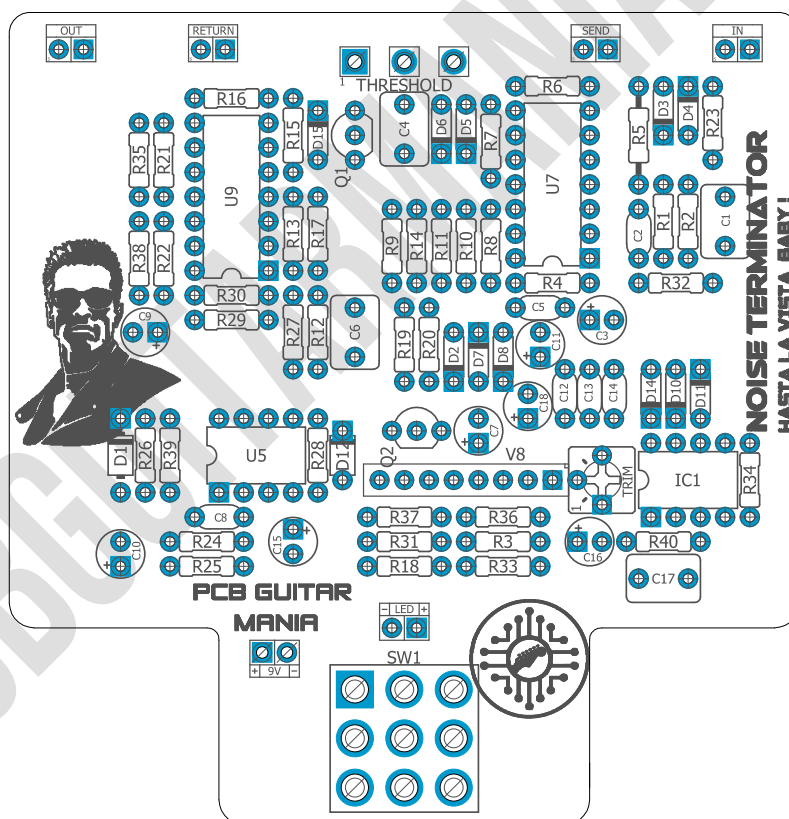 OUT
RETURN
SEND
IN
1
THRESHOLD
R16
R15
D15
Q1
C4
D6
D5
R7
R6
U7
R5
D3
D4
R23
R35
R21
U9
R13
R17
R9
R14
R11
R10
R8
C2
R1
R2
C1
R38
R22
R30
R29
R4
R32
C9
+
R27
R12
C6
R19
R20
D2
D7
D8
C5
C11
+
C3
+
NOISE TERMINATOR
HASTA LA VISTA, BABY!
C12
C13
C14
D14
D10
D11
C18
+
C7
+
D1
R26
R39
U5
R28
D12
Q2
V8
TRIM
1
IC1
R34
C8
R24
R25
C10
+
C15
+
R37
R31
R18
R36
R3
R33
C16
+
R40
C17
PCB GUITAR
MANIA
- LED +
+ 9V -
SW1
PCBGUITARMANIA